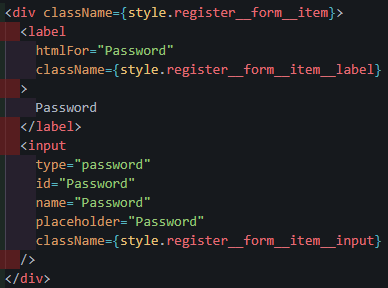 <div className={style.register__form__item}>
<label
htmlFor="Password"
className={style.register__form__item__label}
>
Password
</label>
<input
type="password"
id="Password"
name="Password"
placeholder="Password"
className={style.register__form__item__input}
/>
</div>